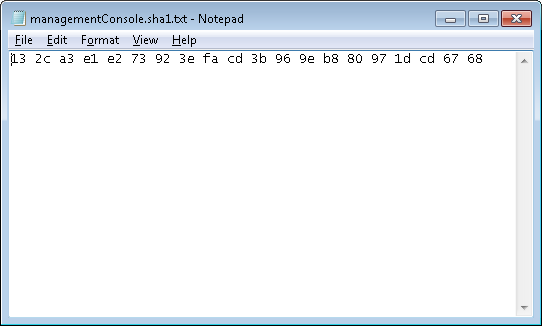 managementConsole.sha1.txt - Notepad
File Edit Format View Help
13 2c a3 e1 e2 73 92 3e fa cd 3b 96 9e b8 80 97 1d cd 67 68